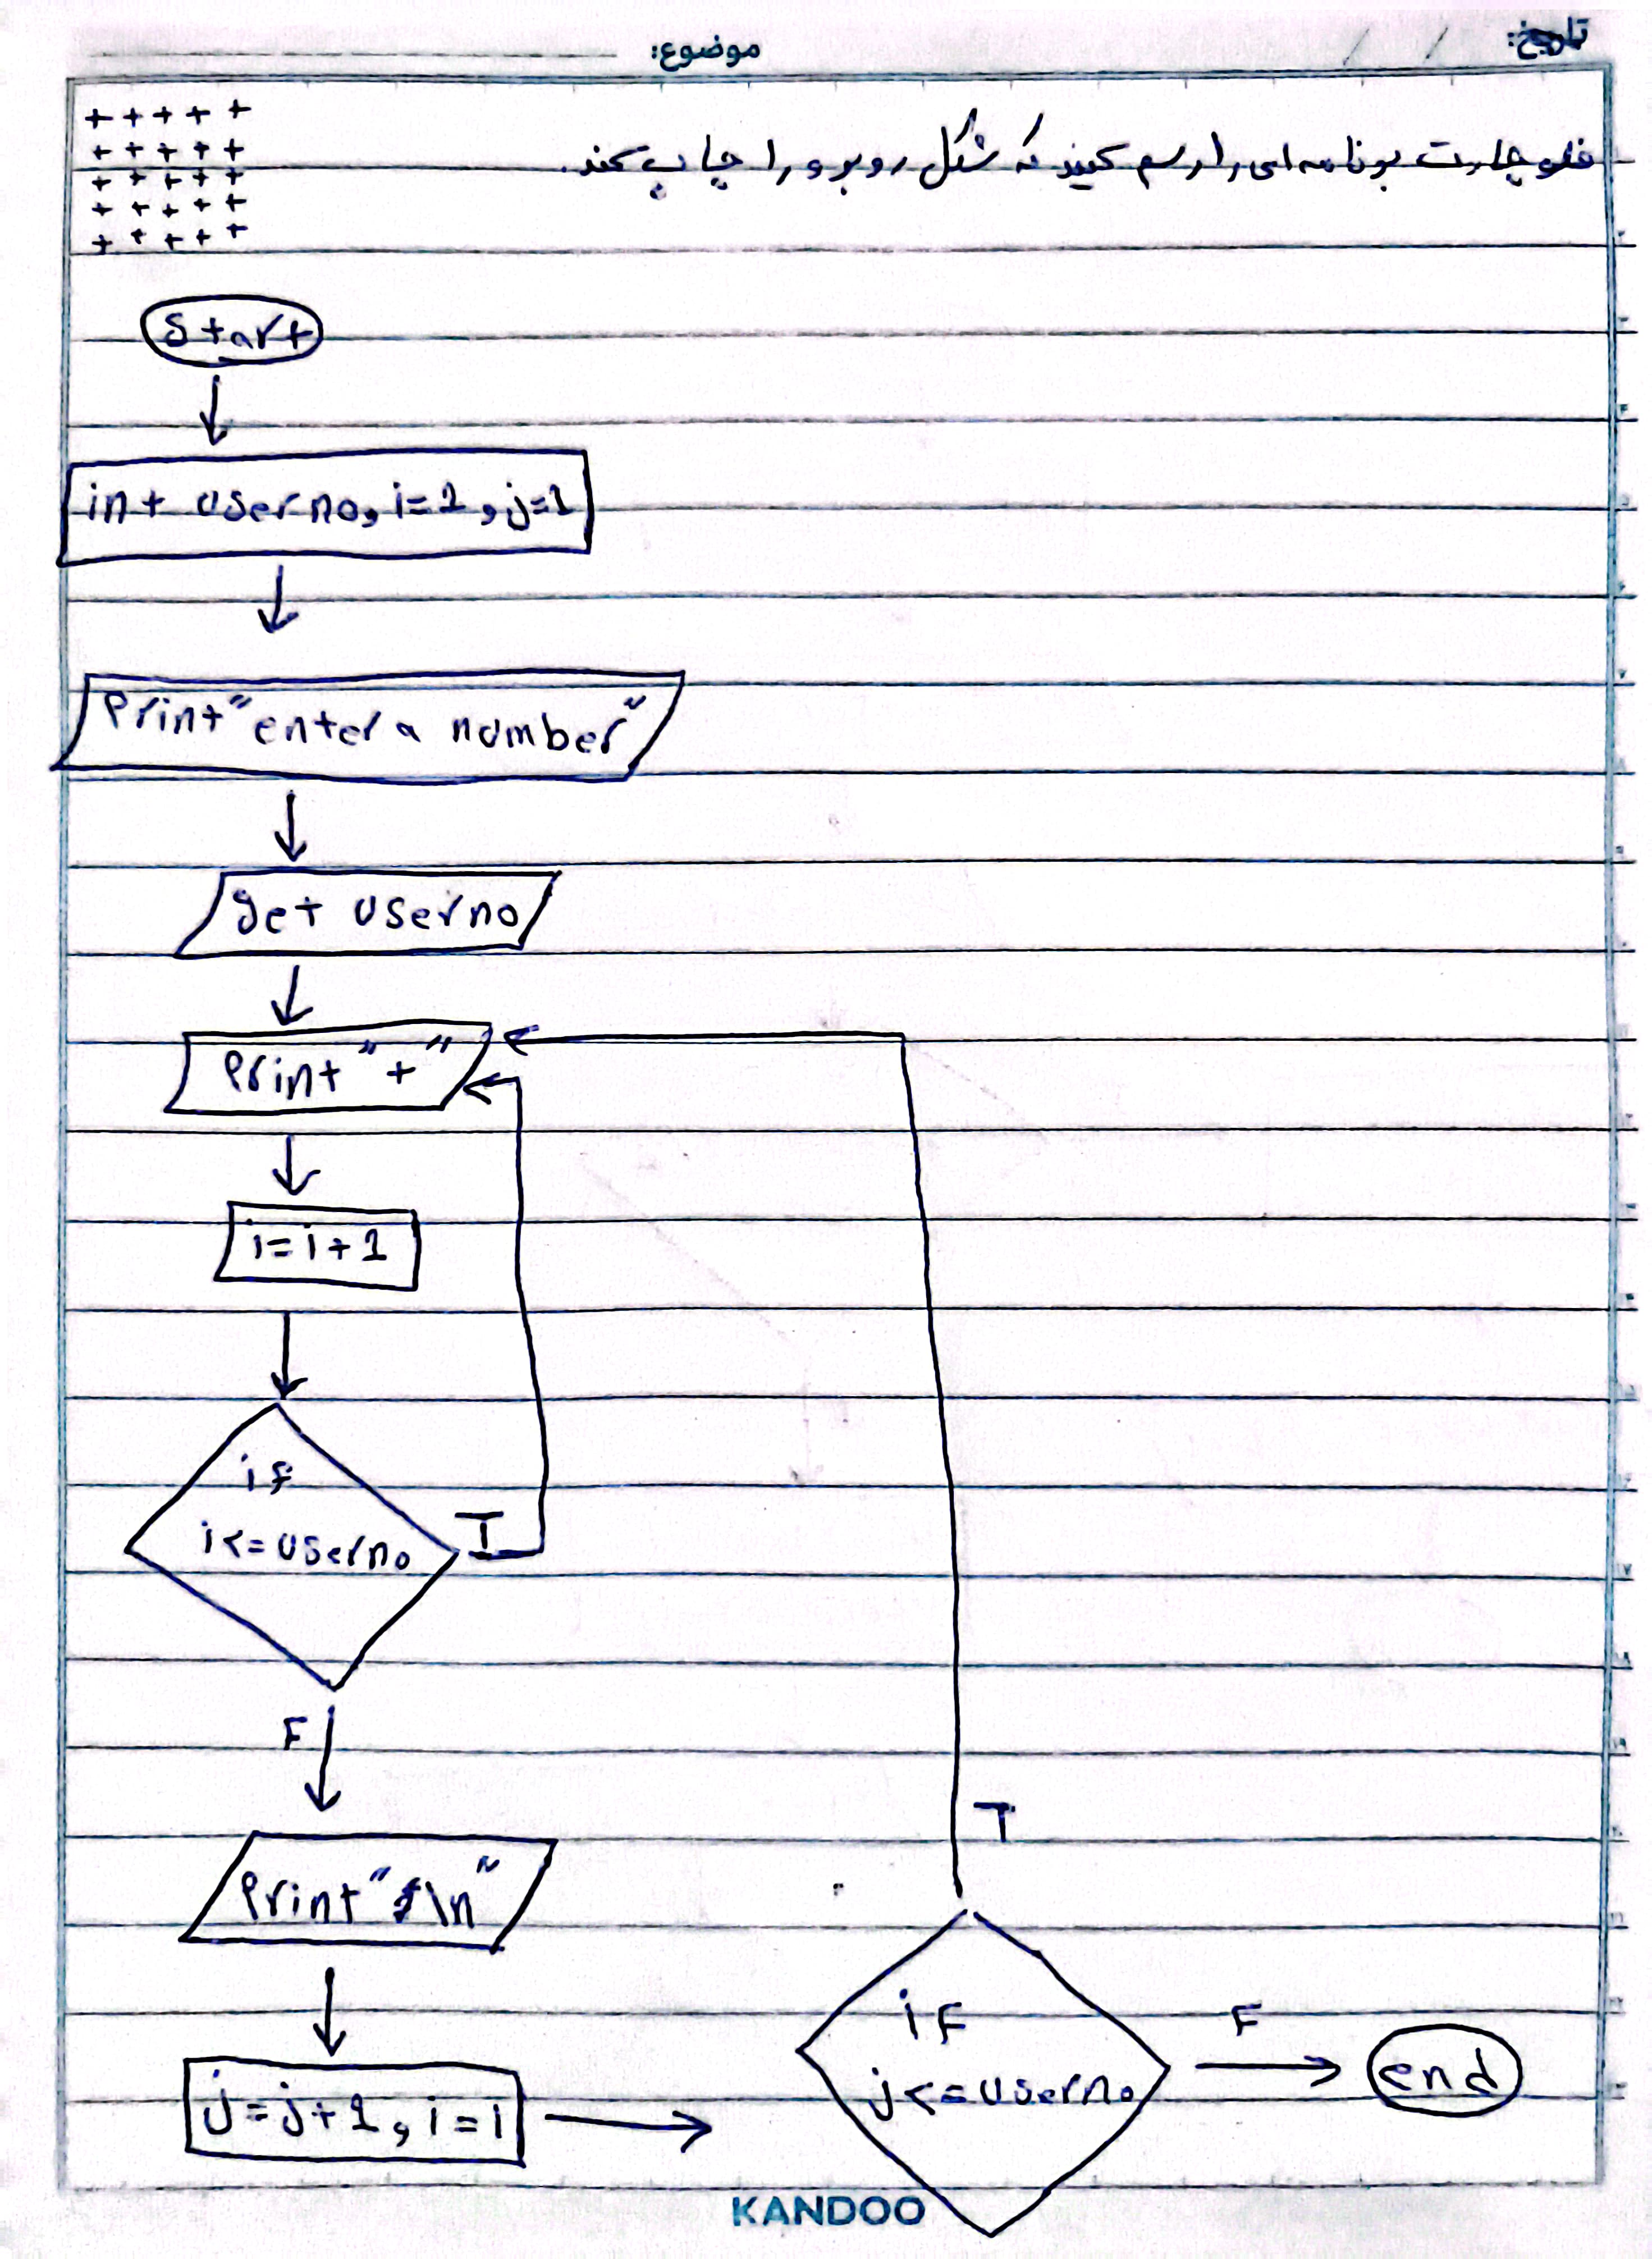 تاریخ: / /
موضوع:
فلوچارت برنامه ای را رسم کنید که شکل روبرو را چاپ کند.
+ + + + +
+ + + + +
+ + + + +
+ + + + +
+ + + + +
Start
int userno, i=1, j=1
Print "enter a number"
get userno
Print "+"
i=i+1
if
i<=userno
T
F
Print "\n"
j=j+1, i=i
if
j<=userno
T
F
end
KANDOO